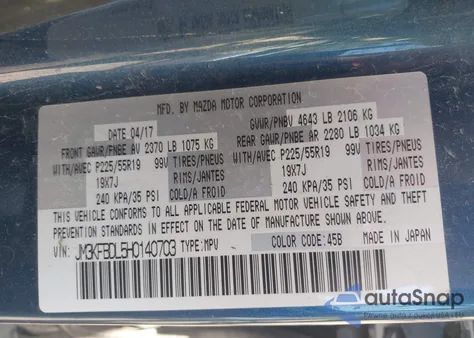 MFD. BY MAZDA MOTOR CORPORATION
DATE 04/17 GVWR/PNBV 4643 LB 2106 KG
FRONT GAWR/PNBE AV 2370 LB 1075 KG REAR GAWR/PNBE AR 2280 LB 1034 KG
WITH/AVEC P225/55R19 99V TIRES/PNEUS WITH/AVEC P225/55R19 99V TIRES/PNEUS
19X7J RIMS/JANTES 19X7J RIMS/JANTES
240 KPA/35 PSI COLD/A FROID 240 KPA/35 PSI COLD/A FROID
THIS VEHICLE CONFORMS TO ALL APPLICABLE FEDERAL MOTOR VEHICLE SAFETY AND THEFT
PREVENTION STANDARDS IN EFFECT ON THE DATE OF MANUFACTURE SHOWN ABOVE.
VIN: JM3KFBDL5H0140703 TYPE: MPV COLOR CODE: 45B MADE IN JAPAN
autoSnap